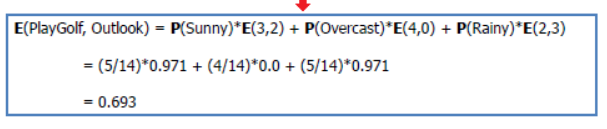 E(PlayGolf, Outlook) = P(Sunny)*E(3,2) + P(Overcast)*E(4,0) + P(Rainy)*E(2,3)
= (5/14)*0.971 + (4/14)*0.0 + (5/14)*0.971
= 0.693